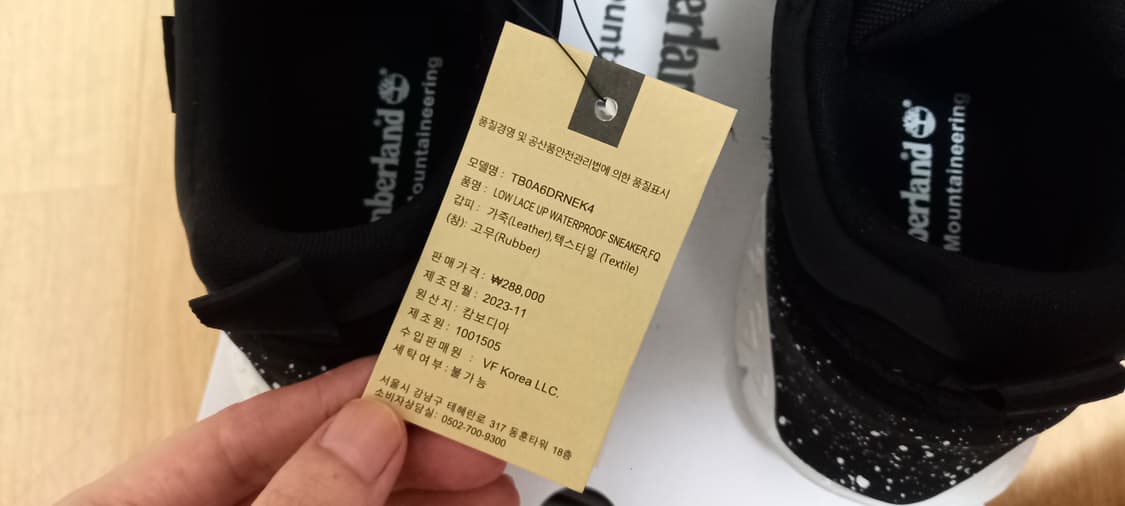 Timberland
Mountaineering
품질경영 및 공산품안전관리법에 의한 품질표시
모델명 : TB0A6DRNEK4
품명 : LOW LACE UP WATERPROOF SNEAKER,FQ
갑피 : 가죽(Leather),텍스타일 (Textile)
(창): 고무(Rubber)
판매가격 : ₩288,000
제조연월 : 2023-11
원산지 : 캄보디아
제조원 : 1001505
수입판매원 : VF Korea LLC.
세탁여부:불가능
서울시 강남구 테헤란로 317 동훈타워 18층
소비자상담실: 0502-700-9300
berland
Mountaineering